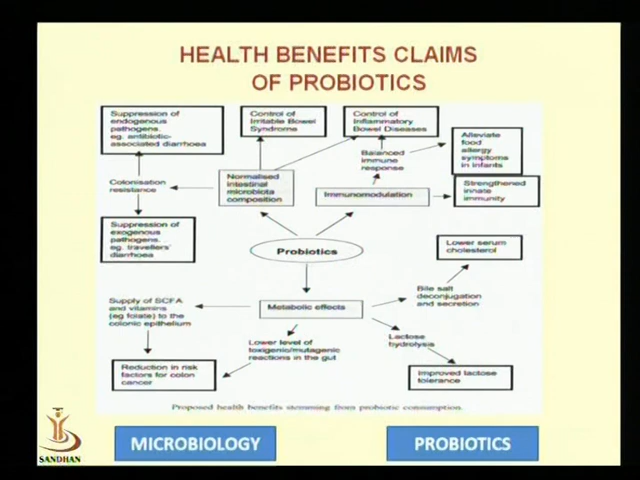 HEALTH BENEFITS CLAIMS
OF PROBIOTICS
Suppression of
endogenous
pathogens.
eg. antibiotic-
associated diarrhoea
Control of
Irritable Bowel
Syndrome
Control of
Inflammatory
Bowel Diseases
Alleviate
food
allergy
symptoms
in infants
Balanced
immune
response
Colonisation
resistance
Normalised
intestinal
microbiota
composition
Immunomodulation
Strengthened
innate
immunity
Suppression of
exogenous
pathogens.
eg. travellers'
diarrhoea
Probiotics
Lower serum
cholesterol
Supply of SCFA
and vitamins
(eg folate) to the
colonic epithelium
Metabolic effects
Bile salt
deconjugation
and secretion
Lower level of
toxigenic/mutagenic
reactions in the gut
Lactose
hydrolysis
Reduction in risk
factors for colon
cancer
Improved lactose
tolerance
Proposed health benefits stemming from probiotic consumption.
SANDHAN
MICROBIOLOGY
PROBIOTICS